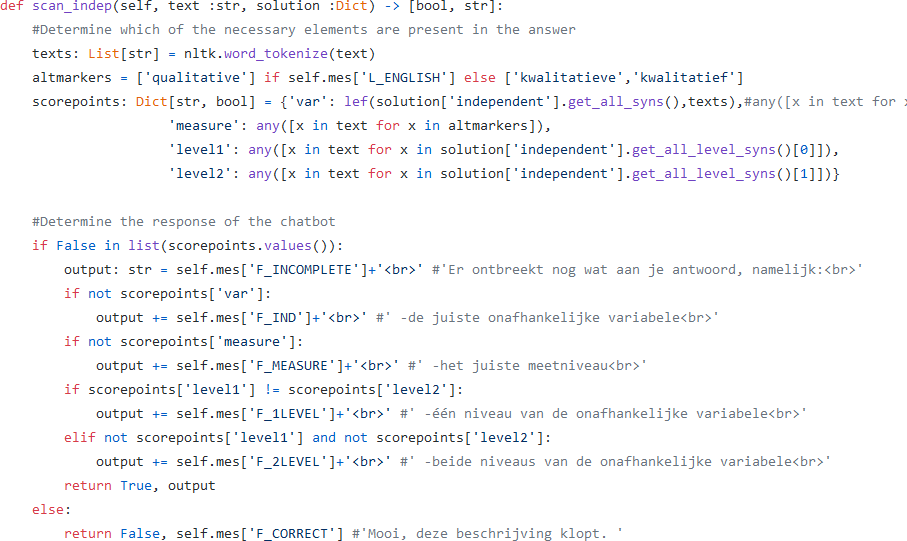 def scan_indep(self, text :str, solution :Dict) -> [bool, str]:
    #Determine which of the necessary elements are present in the answer
    texts: List[str] = nltk.word_tokenize(text)
    altmarkers = ['qualitative'] if self.mes['L_ENGLISH'] else ['kwalitatieve','kwalitatief']
    scorepoints: Dict[str, bool] = {'var': lef(solution['independent'].get_all_syns(),texts),#any([x in text for
                     'measure': any([x in text for x in altmarkers]),
                     'level1': any([x in text for x in solution['independent'].get_all_level_syns()[0]]),
                     'level2': any([x in text for x in solution['independent'].get_all_level_syns()[1]])}
    #Determine the response of the chatbot
    if False in list(scorepoints.values()):
        output: str = self.mes['F_INCOMPLETE']+'<br>' #'Er ontbreekt nog wat aan je antwoord, namelijk:<br>'
        if not scorepoints['var']:
            output += self.mes['F_IND']+'<br>' #' -de juiste onafhankelijke variabele<br>'
        if not scorepoints['measure']:
            output += self.mes['F_MEASURE']+'<br>' #' -het juiste meetniveau<br>'
        if scorepoints['level1'] != scorepoints['level2']:
            output += self.mes['F_1LEVEL']+'<br>' #' -één niveau van de onafhankelijke variabele<br>'
        elif not scorepoints['level1'] and not scorepoints['level2']:
            output += self.mes['F_2LEVEL']+'<br>' #' -beide niveaus van de onafhankelijke variabele<br>'
        return True, output
    else:
        return False, self.mes['F_CORRECT'] #'Mooi, deze beschrijving klopt. '